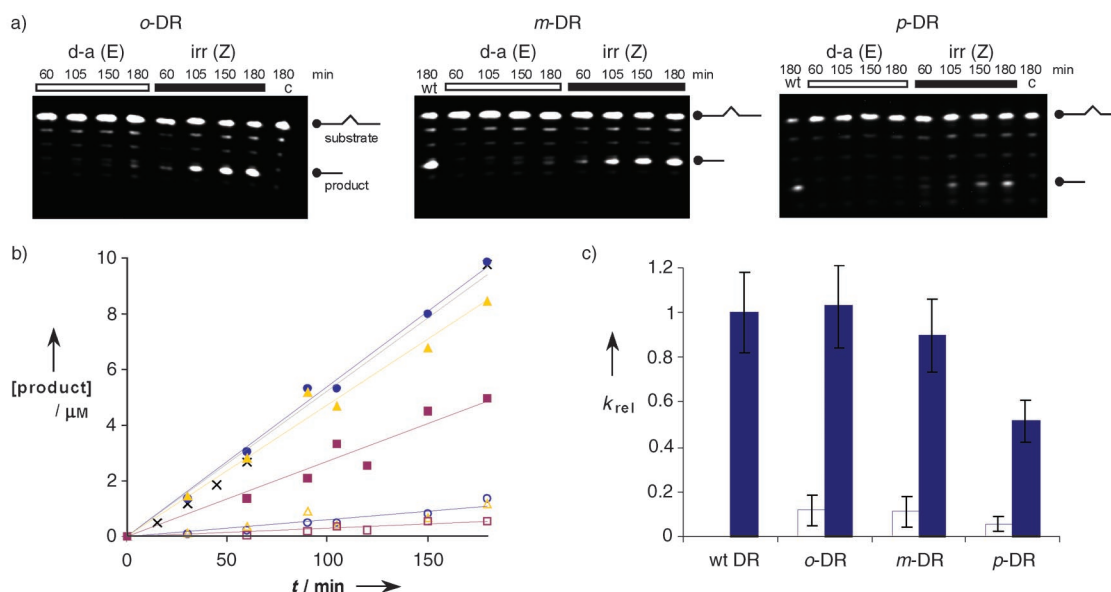 a)
o-DR
m-DR
p-DR
d-a (E) irr (Z)
d-a (E) irr (Z)
d-a (E) irr (Z)
60 105 150 180 60 105 150 180 180 min
c
180 60 105 150 180 60 105 150 180 min
wt
180 60 105 150 180 60 105 150 180 180 min
wt c
substrate
product
b)
10
8
6
4
2
0
[product]
/ μM
0 50 100 150
t / min
c)
1.2
1
0.8
0.6
0.4
0.2
0
krel
wt DR o-DR m-DR p-DR